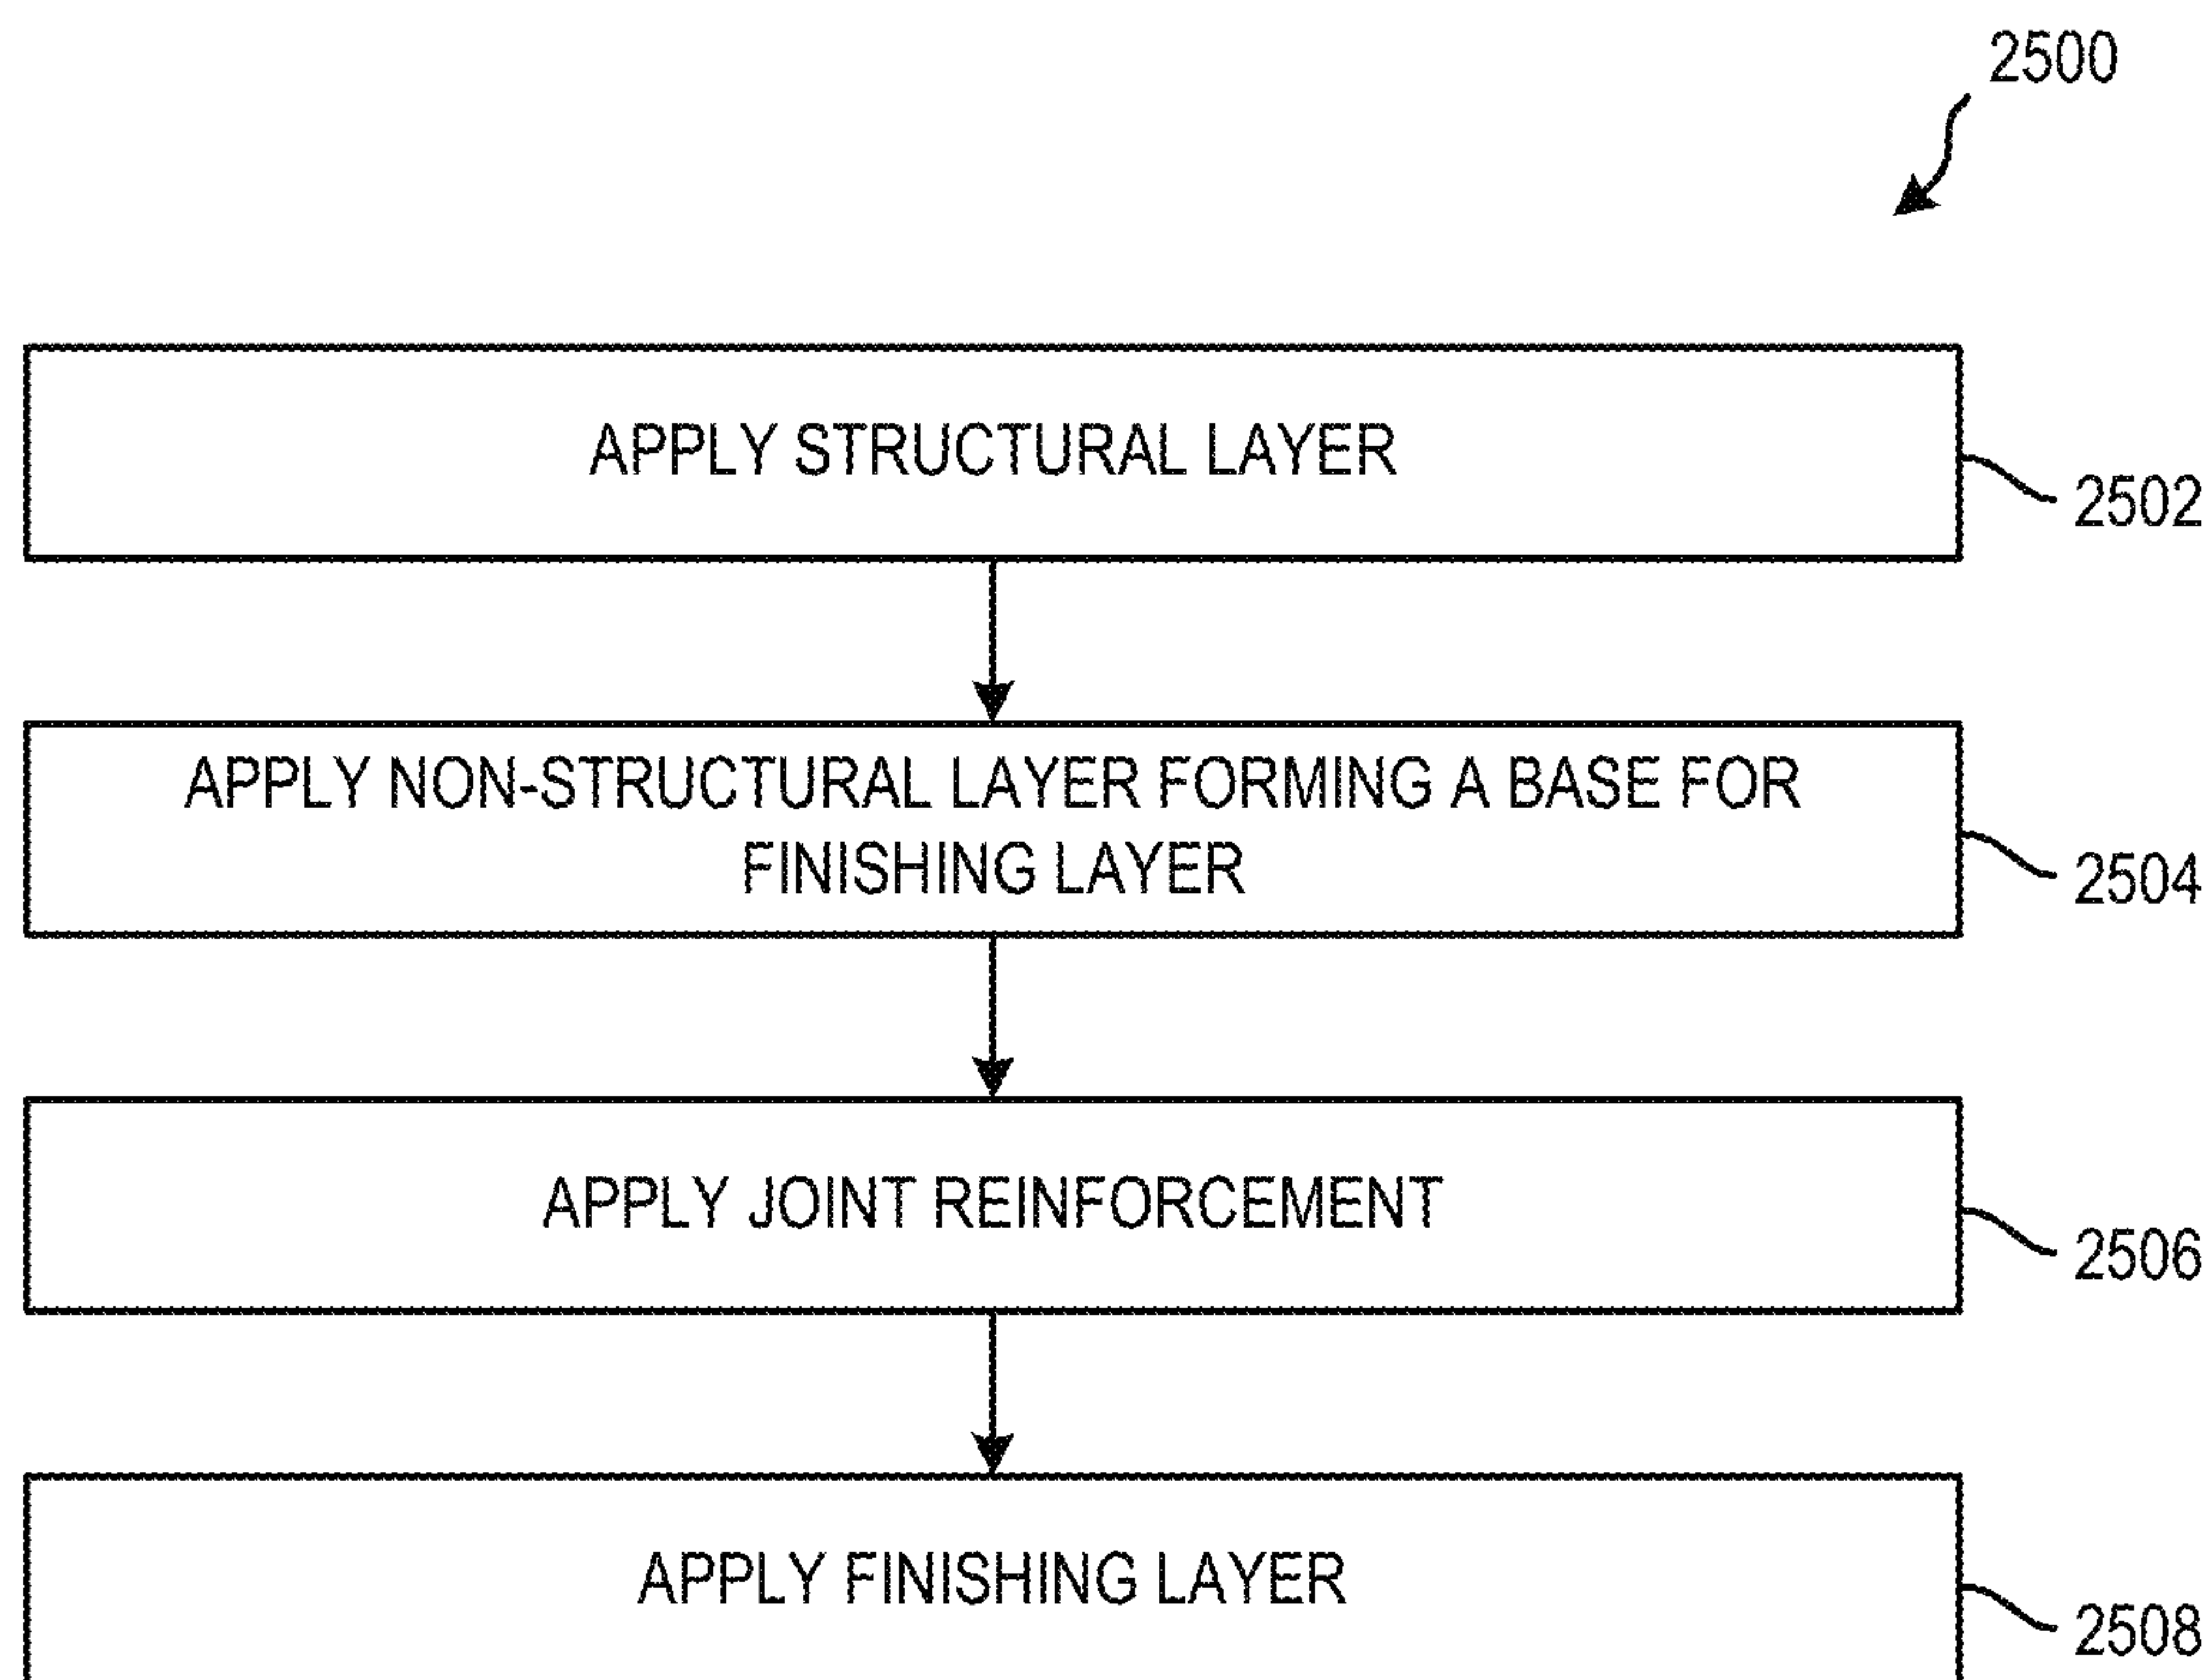 2500
APPLY STRUCTURAL LAYER
2502
APPLY NON-STRUCTURAL LAYER FORMING A BASE FOR
FINISHING LAYER
2504
APPLY JOINT REINFORCEMENT
2506
APPLY FINISHING LAYER
2508